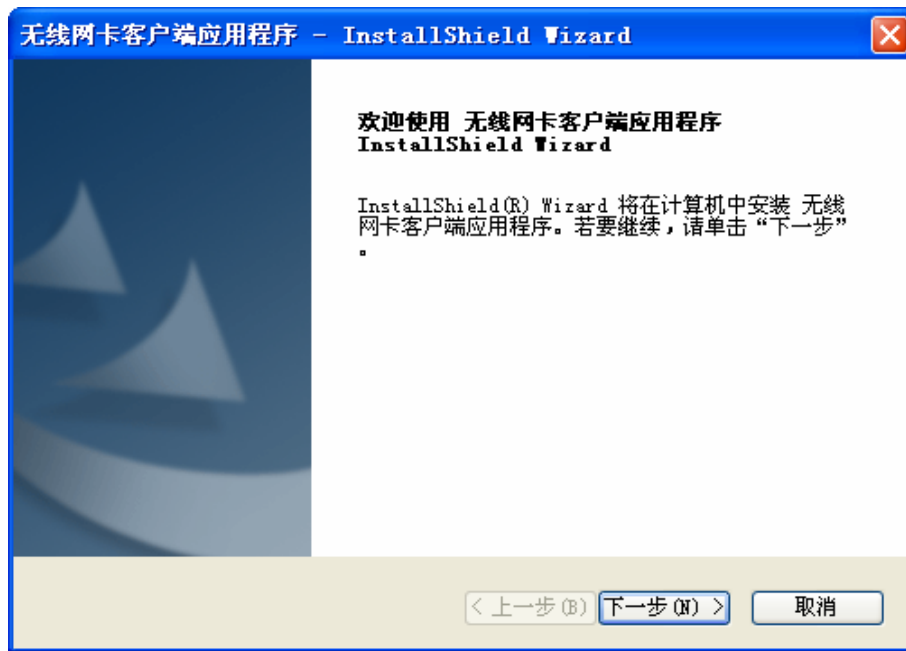 无线网卡客户端应用程序 - InstallShield Wizard
欢迎使用 无线网卡客户端应用程序
InstallShield Wizard
InstallShield(R) Wizard 将在计算机中安装 无线
网卡客户端应用程序。若要继续，请单击“下一步”
。
< 上一步(B) 下一步(N) > 取消